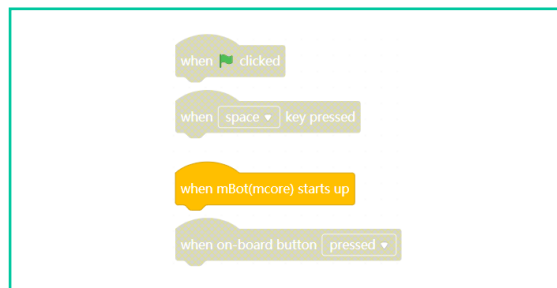 when clicked
when space key pressed
when mBot(mcore) starts up
when on-board button pressed